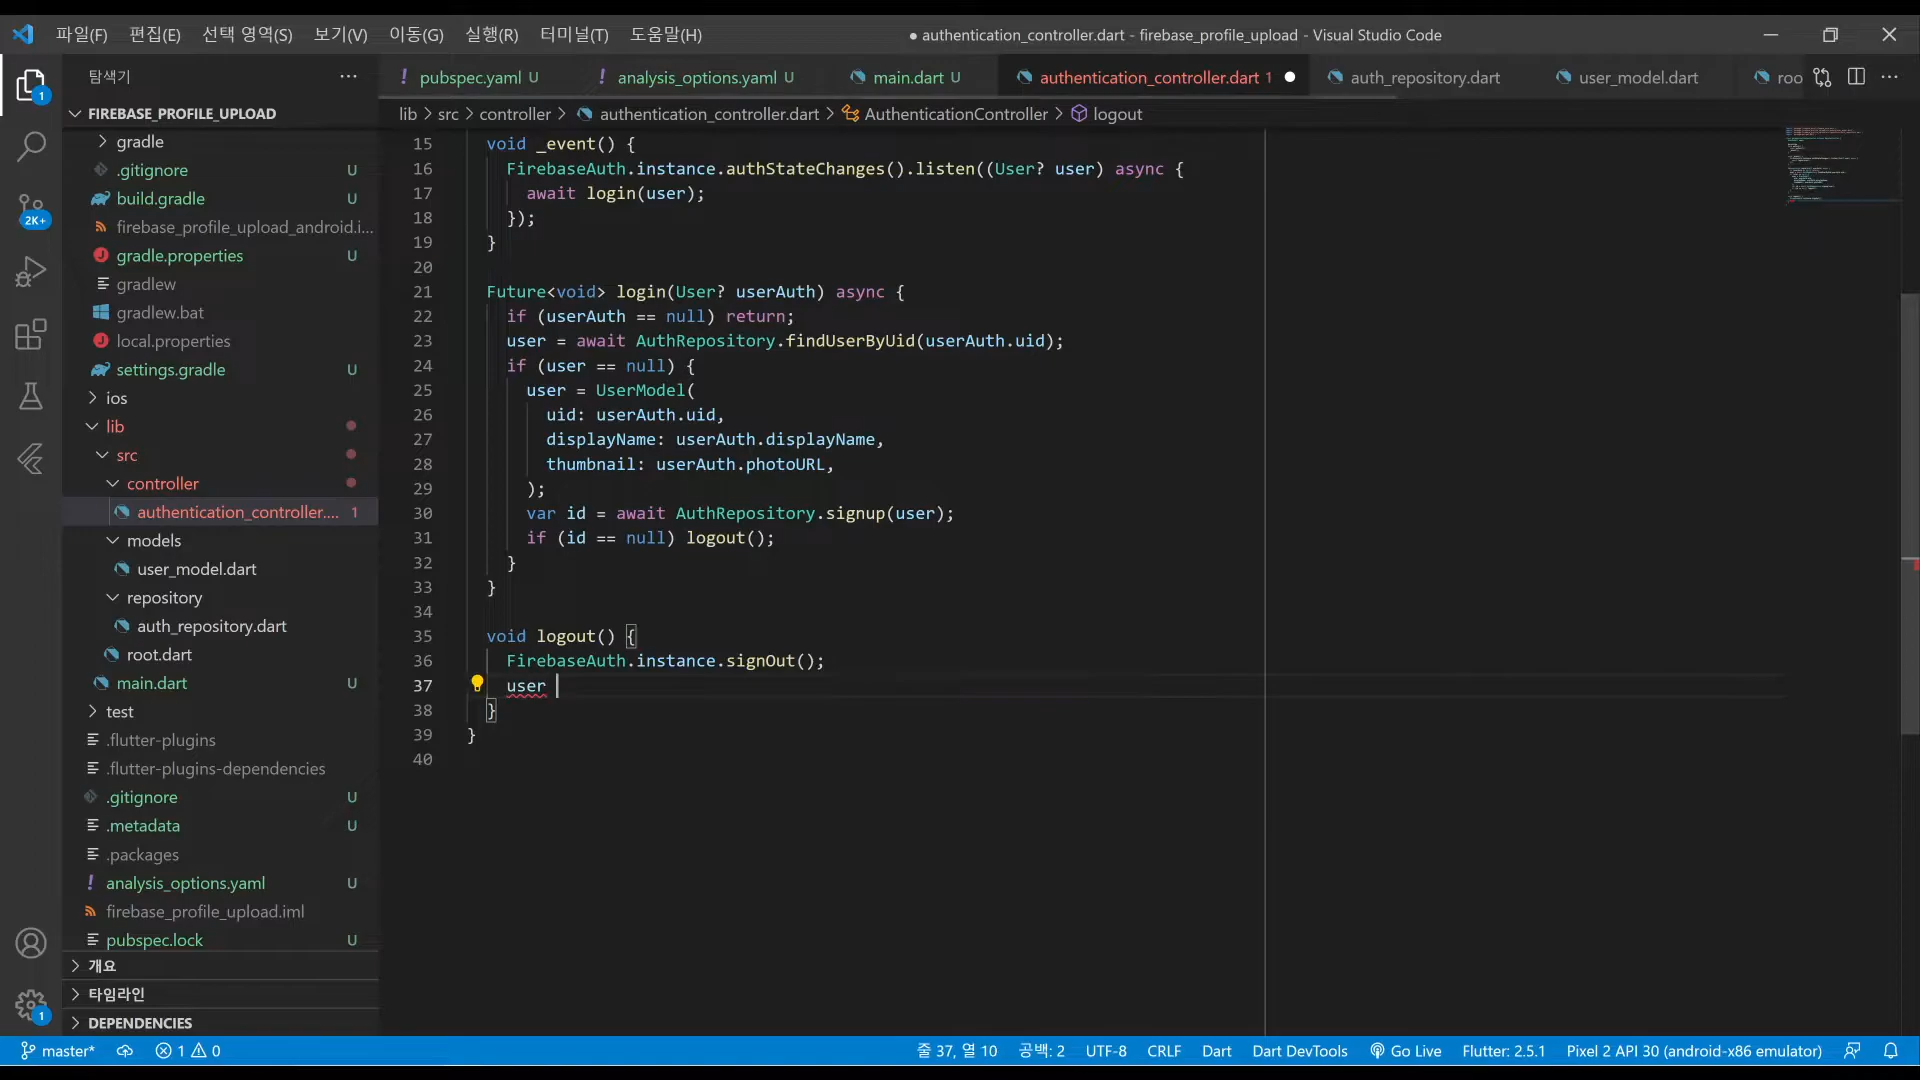 파일(F) 편집(E) 선택 영역(S) 보기(V) 이동(G) 실행(R) 터미널(T) 도움말(H)
● authentication_controller.dart - firebase_profile_upload - Visual Studio Code
탐색기 ···
! pubspec.yaml U
! analysis_options.yaml U
main.dart U
authentication_controller.dart 1 ●
auth_repository.dart
user_model.dart
roo
···
1
2K+
1
FIREBASE_PROFILE_UPLOAD
gradle
.gitignore U
build.gradle U
firebase_profile_upload_android.i...
gradle.properties U
gradlew
gradlew.bat
local.properties
settings.gradle U
ios
lib
src
controller
authentication_controller.... 1
models
user_model.dart
repository
auth_repository.dart
root.dart
main.dart U
test
.flutter-plugins
.flutter-plugins-dependencies
.gitignore U
.metadata U
.packages
! analysis_options.yaml U
firebase_profile_upload.iml
pubspec.lock U
개요
타임라인
DEPENDENCIES
lib > src > controller > authentication_controller.dart > AuthenticationController > logout
15 void _event() {
16 FirebaseAuth.instance.authStateChanges().listen((User? user) async {
17 await login(user);
18 });
19 }
20
21 Future<void> login(User? userAuth) async {
22 if (userAuth == null) return;
23 user = await AuthRepository.findUserByUid(userAuth.uid);
24 if (user == null) {
25 user = UserModel(
26 uid: userAuth.uid,
27 displayName: userAuth.displayName,
28 thumbnail: userAuth.photoURL,
29 );
30 var id = await AuthRepository.signup(user);
31 if (id == null) logout();
32 }
33 }
34
35 void logout() {
36 FirebaseAuth.instance.signOut();
37 user
38 }
39 }
40
master* 1 0 줄 37, 열 10 공백: 2 UTF-8 CRLF Dart Dart DevTools Go Live Flutter: 2.5.1 Pixel 2 API 30 (android-x86 emulator)